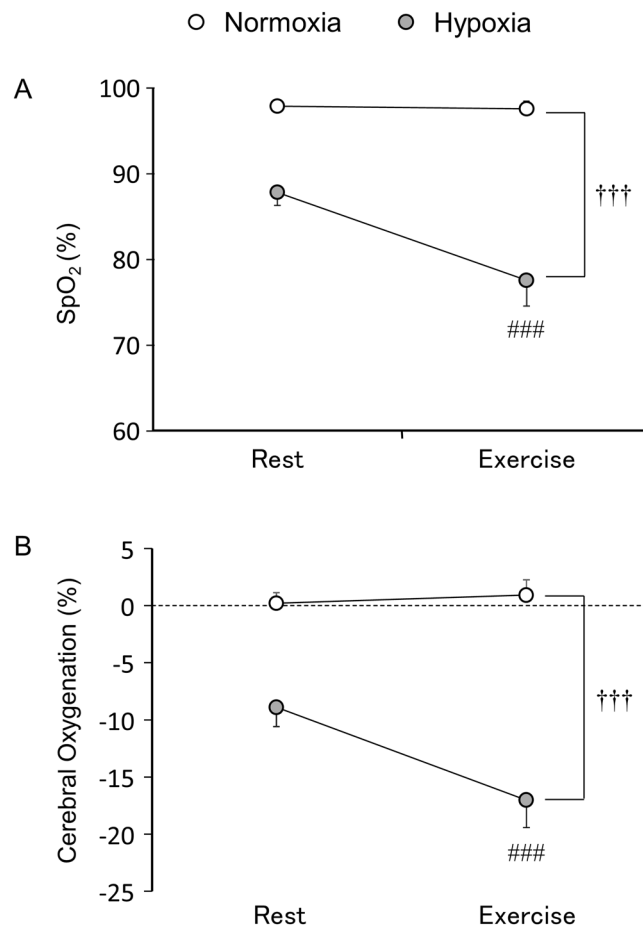 Normoxia Hypoxia
A
100
90
80
70
60
SpO₂ (%)
†††
###
Rest Exercise
B
5
0
-5
-10
-15
-20
-25
Cerebral Oxygenation (%)
†††
###
Rest Exercise